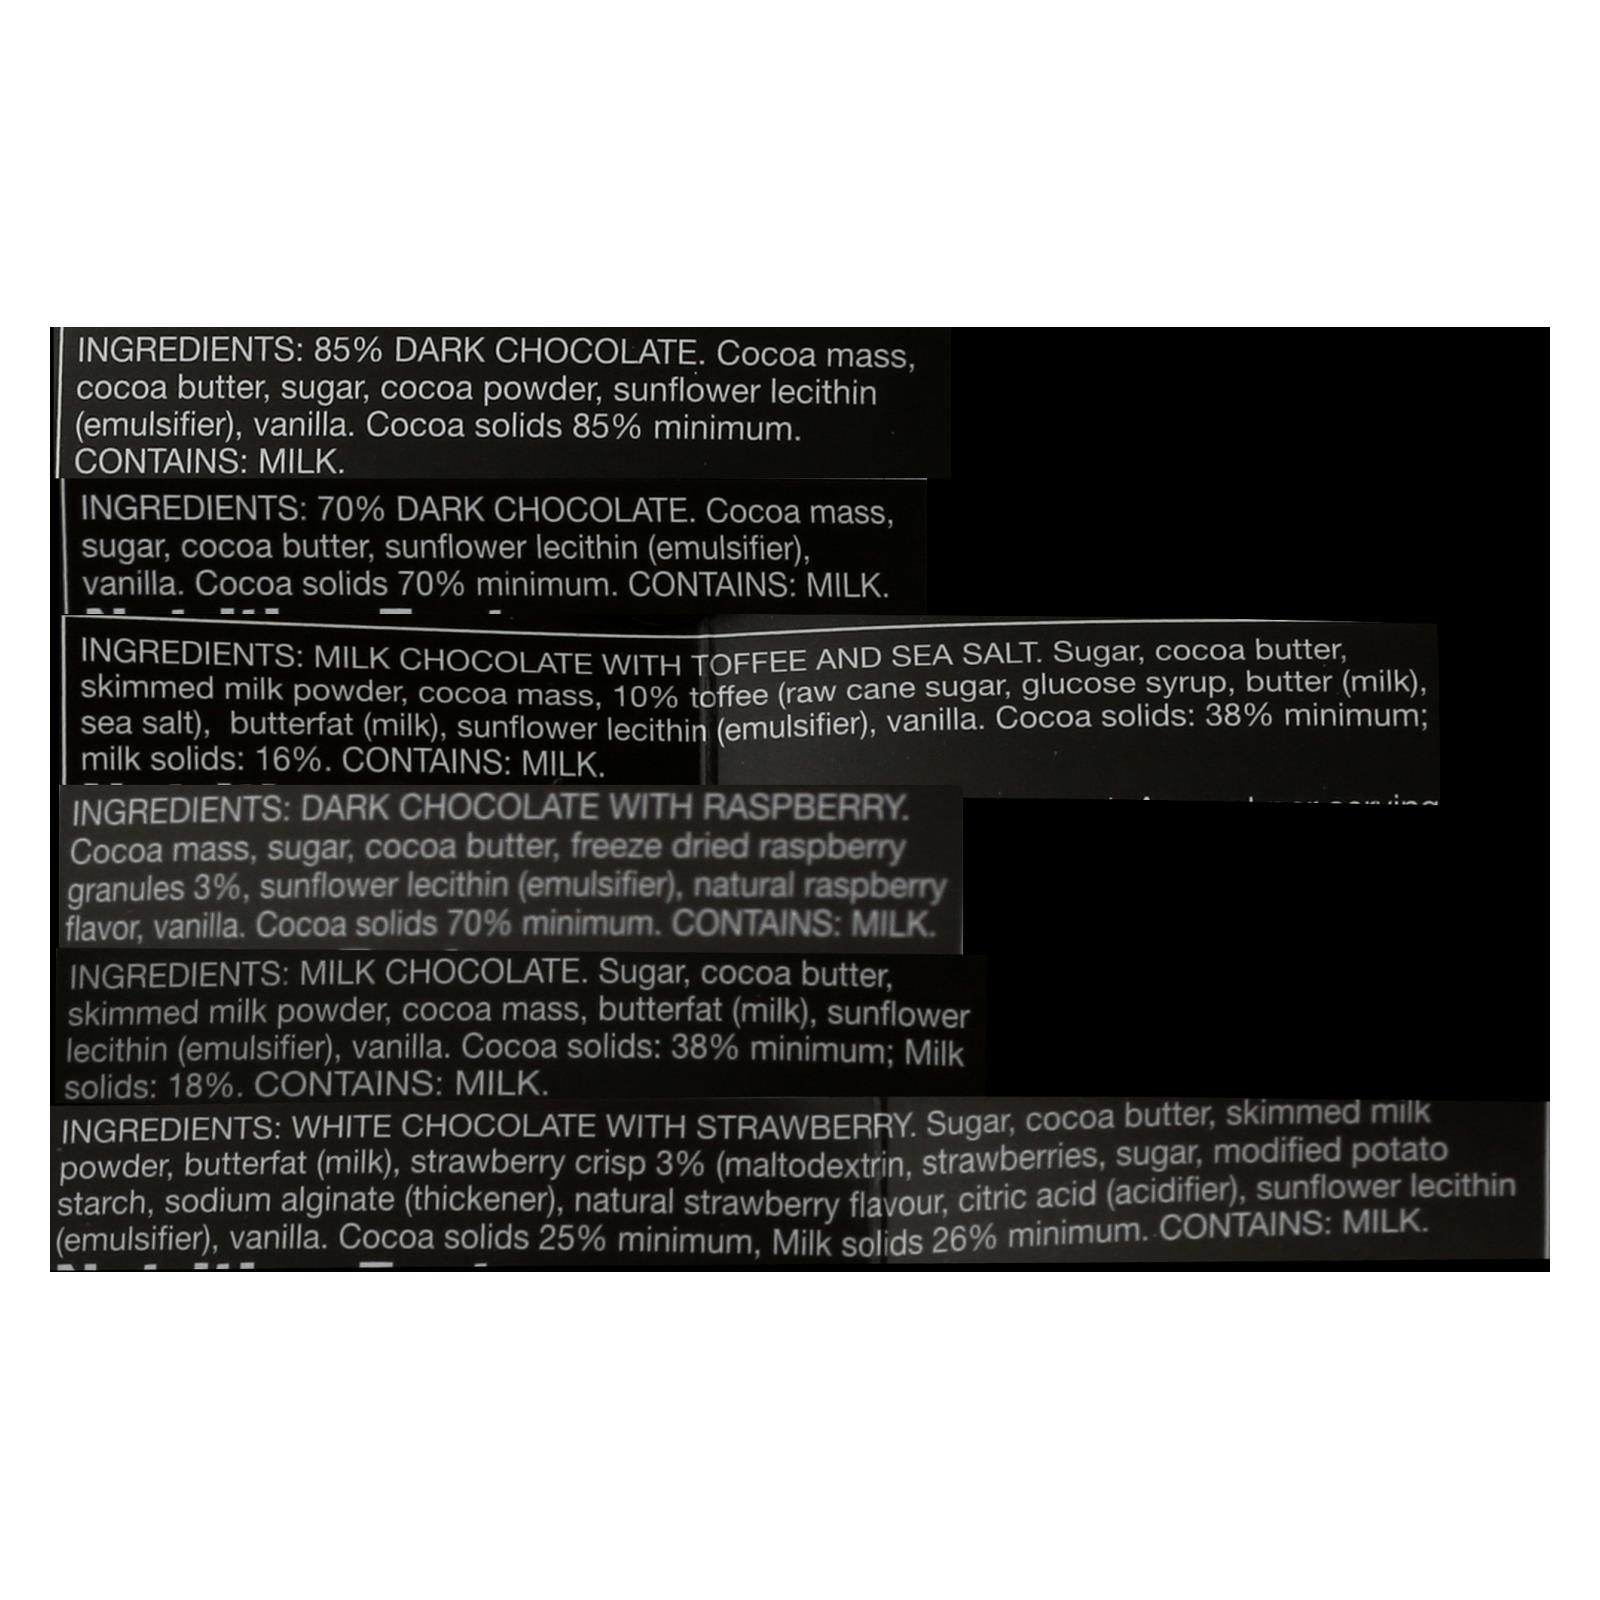 INGREDIENTS: 85% DARK CHOCOLATE. Cocoa mass,
cocoa butter, sugar, cocoa powder, sunflower lecithin
(emulsifier), vanilla. Cocoa solids 85% minimum.
CONTAINS: MILK.
INGREDIENTS: 70% DARK CHOCOLATE. Cocoa mass,
sugar, cocoa butter, sunflower lecithin (emulsifier),
vanilla. Cocoa solids 70% minimum. CONTAINS: MILK.
INGREDIENTS: MILK CHOCOLATE WITH TOFFEE AND SEA SALT. Sugar, cocoa butter,
skimmed milk powder, cocoa mass, 10% toffee (raw cane sugar, glucose syrup, butter (milk),
sea salt), butterfat (milk), sunflower lecithin (emulsifier), vanilla. Cocoa solids: 38% minimum;
milk solids: 16%. CONTAINS: MILK.
INGREDIENTS: DARK CHOCOLATE WITH RASPBERRY.
Cocoa mass, sugar, cocoa butter, freeze dried raspberry
granules 3%, sunflower lecithin (emulsifier), natural raspberry
flavor, vanilla. Cocoa solids 70% minimum. CONTAINS: MILK.
INGREDIENTS: MILK CHOCOLATE. Sugar, cocoa butter,
skimmed milk powder, cocoa mass, butterfat (milk), sunflower
lecithin (emulsifier), vanilla. Cocoa solids: 38% minimum; Milk
solids: 18%. CONTAINS: MILK.
INGREDIENTS: WHITE CHOCOLATE WITH STRAWBERRY. Sugar, cocoa butter, skimmed milk
powder, butterfat (milk), strawberry crisp 3% (maltodextrin, strawberries, sugar, modified potato
starch, sodium alginate (thickener), natural strawberry flavour, citric acid (acidifier), sunflower lecithin
(emulsifier), vanilla. Cocoa solids 25% minimum, Milk solids 26% minimum. CONTAINS: MILK.